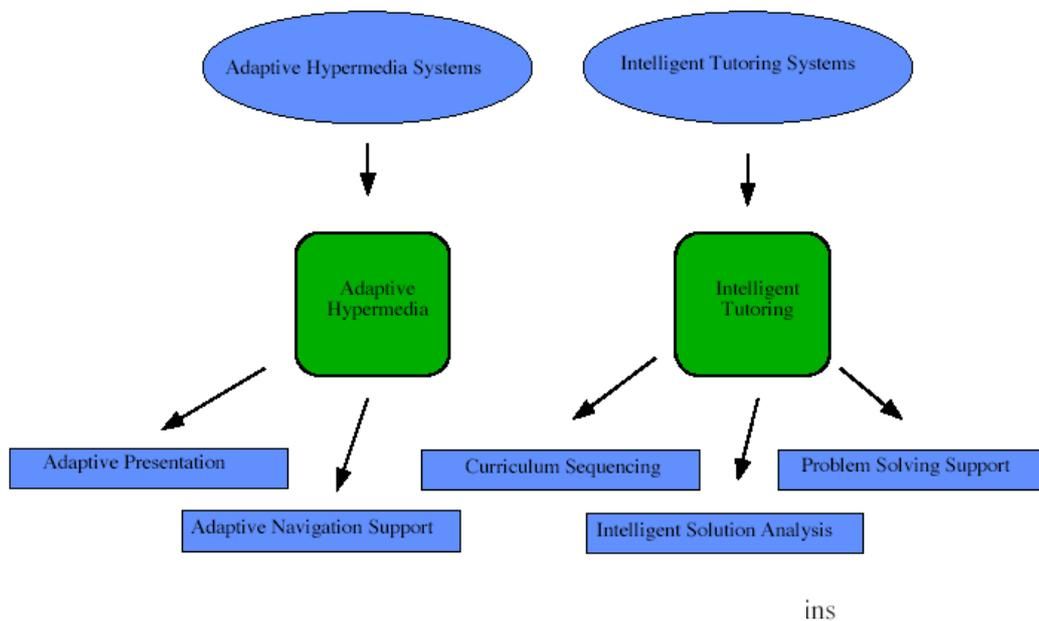 Adaptive Hypermedia Systems
Intelligent Tutoring Systems
Adaptive
Hypermedia
Intelligent
Tutoring
Adaptive Presentation
Curriculum Sequencing
Problem Solving Support
Adaptive Navigation Support
Intelligent Solution Analysis
ins